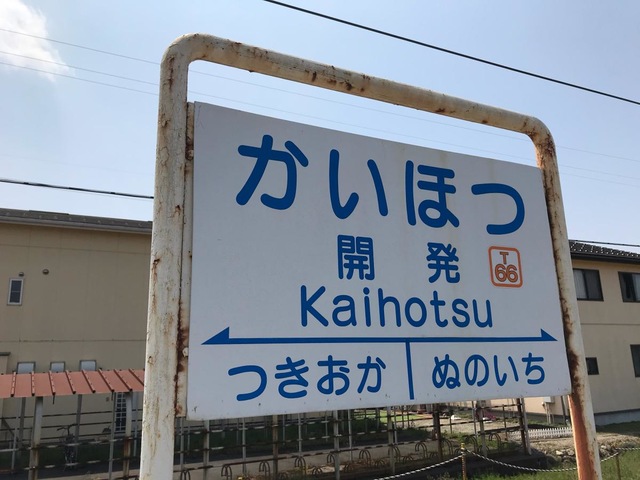 かいほつ
開発
T
66
Kaihotsu
つきおか ぬのいち